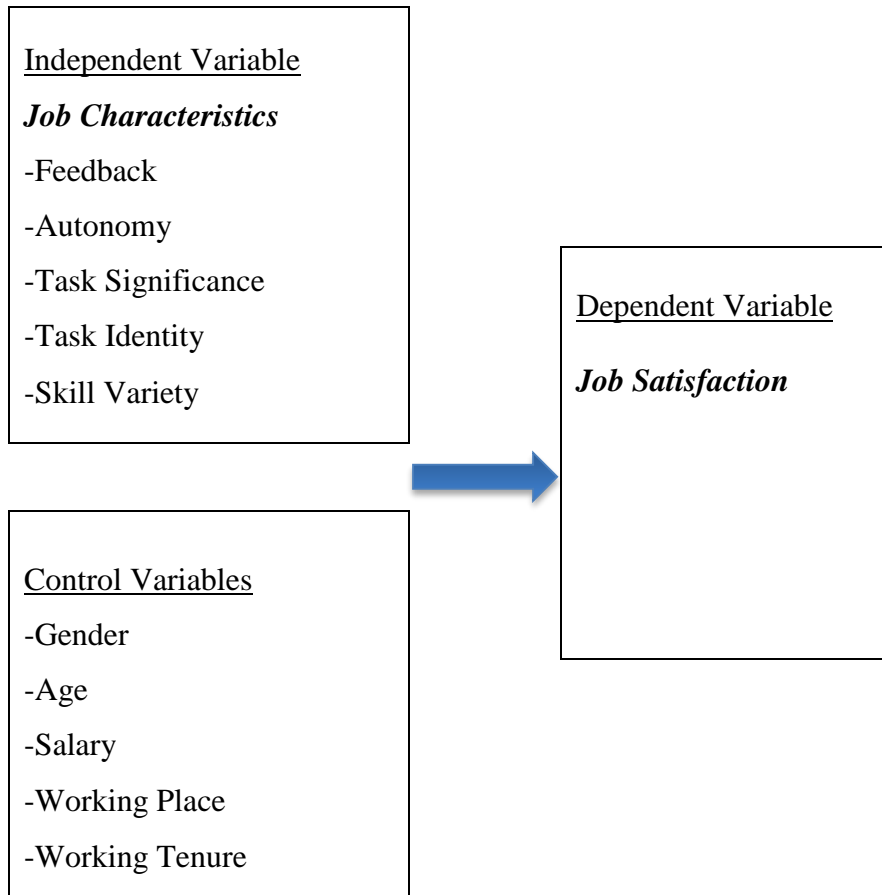 Independent Variable
Job Characteristics
-Feedback
-Autonomy
-Task Significance
-Task Identity
-Skill Variety
Dependent Variable
Job Satisfaction
Control Variables
-Gender
-Age
-Salary
-Working Place
-Working Tenure